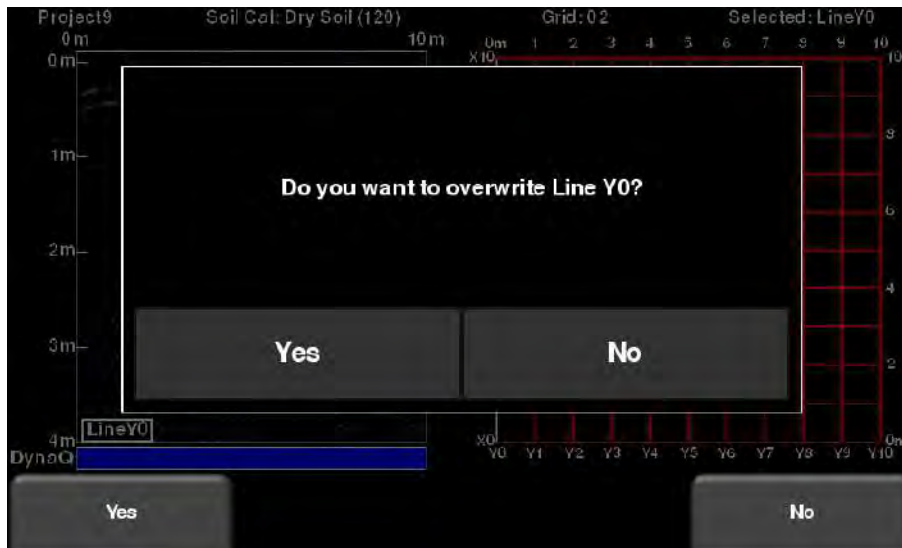 Project9 Soil Cal: Dry Soil (120) Grid: 02 Selected: LineY0
0m 10m 0m 1 2 3 4 5 6 7 8 9 10
0m X10 10
1m 8
Do you want to overwrite Line Y0?
6
2m
4
3m Yes No 2
LineY0
4m X0 0m
DynaQ Y0 Y1 Y2 Y3 Y4 Y5 Y6 Y7 Y8 Y9 Y10
Yes No